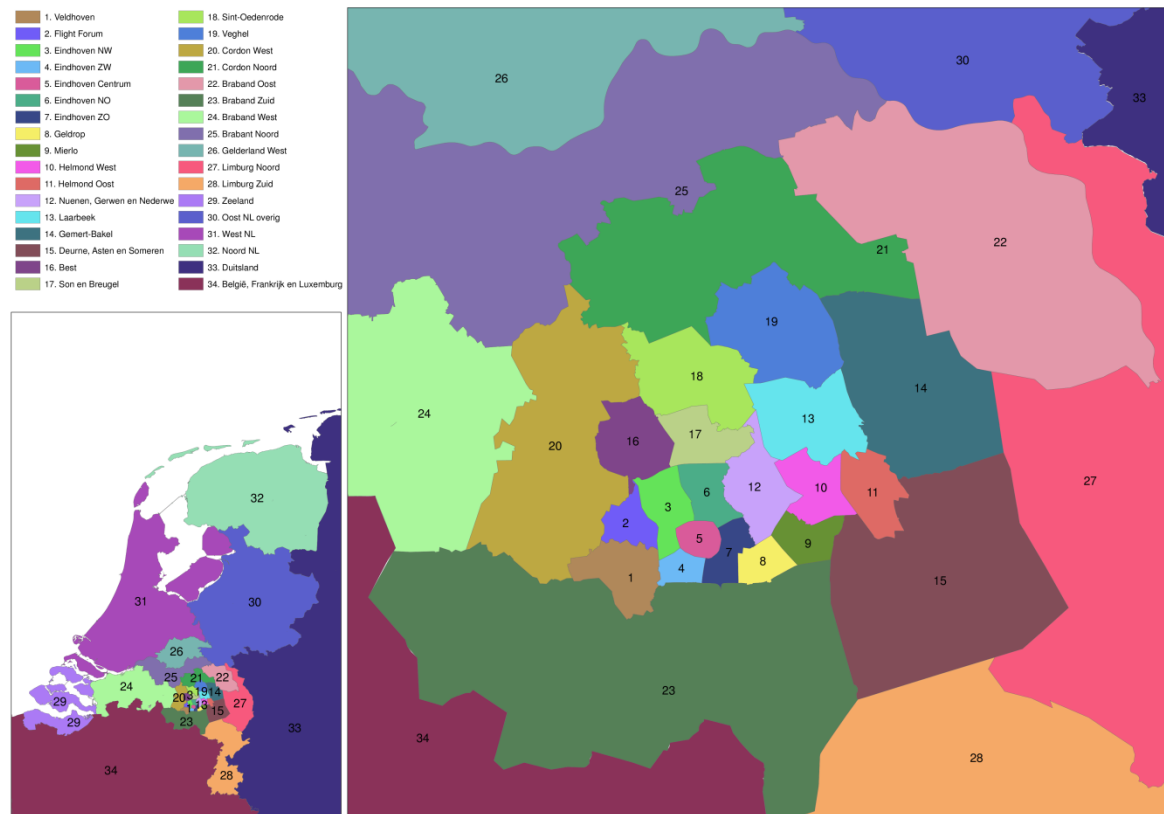 1. Veldhoven
2. Flight Forum
3. Eindhoven NW
4. Eindhoven ZW
5. Eindhoven Centrum
6. Eindhoven NO
7. Eindhoven ZO
8. Geldrop
9. Mierlo
10. Helmond West
11. Helmond Oost
12. Nuenen, Gerwen en Nederwe
13. Laarbeek
14. Gemert-Bakel
15. Deurne, Asten en Someren
16. Best
17. Son en Breugel
18. Sint-Oedenrode
19. Veghel
20. Cordon West
21. Cordon Noord
22. Braband Oost
23. Braband Zuid
24. Braband West
25. Brabant Noord
26. Gelderland West
27. Limburg Noord
28. Limburg Zuid
29. Zeeland
30. Oost NL overig
31. West NL
32. Noord NL
33. Duitsland
34. België, Frankrijk en Luxemburg
32
31
30
26
25
21
22
24
20
3
19
14
1
13
15
27
23
29
29
33
34
28
26
30
33
25
22
21
19
18
14
24
20
16
17
13
27
12
10
11
6
3
2
5
7
9
4
8
1
15
23
34
28